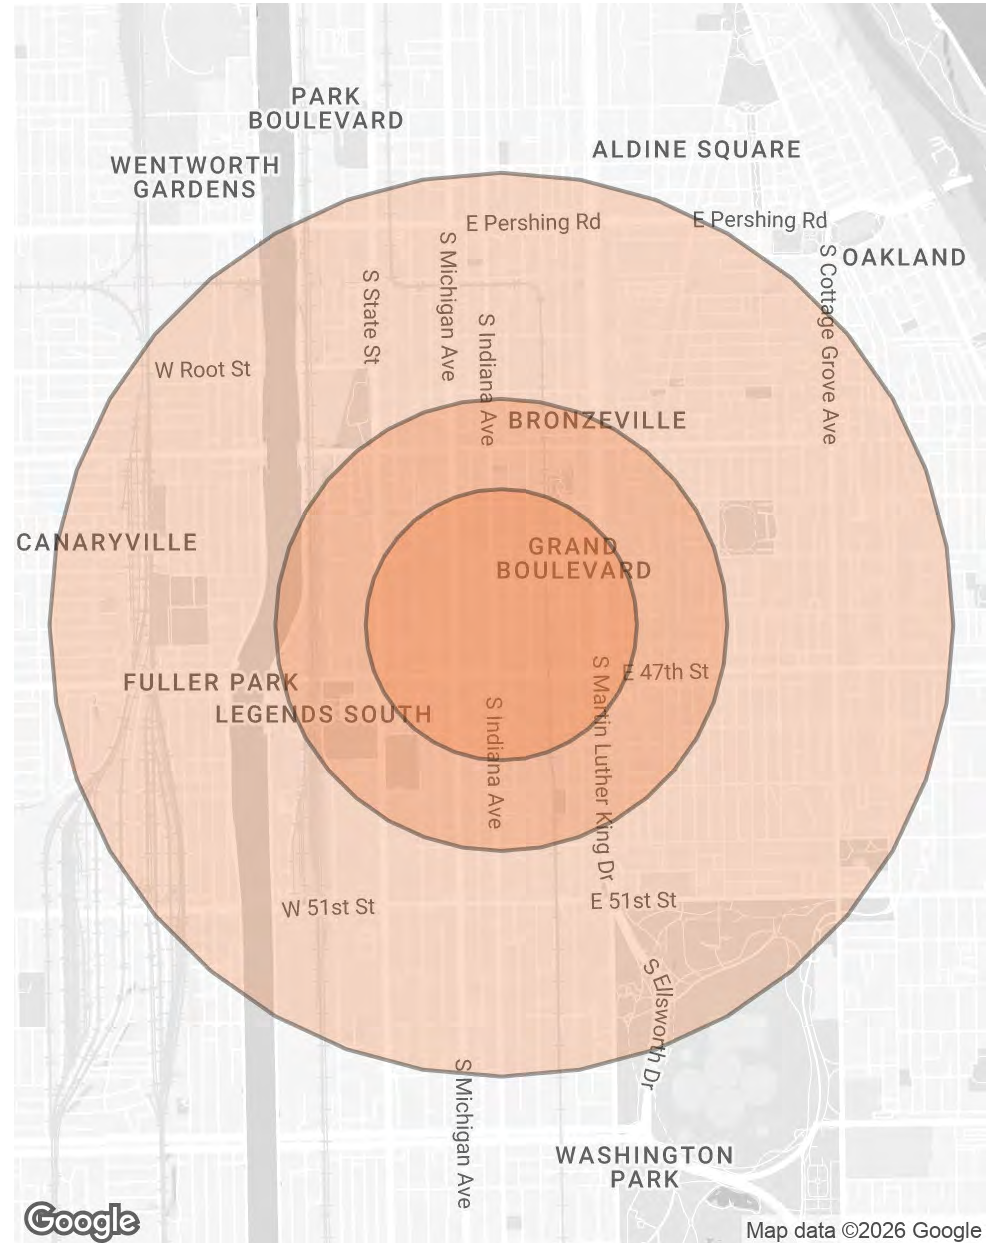 PARK
BOULEVARD
ALDINE SQUARE
WENTWORTH
GARDENS
E Pershing Rd
E Pershing Rd
OAKLAND
S Michigan Ave
S State St
S Cottage Grove Ave
S Indiana Ave
W Root St
BRONZEVILLE
CANARYVILLE
GRAND
BOULEVARD
E 47th St
FULLER PARK
LEGENDS SOUTH
S Martin Luther King Dr
S Indiana Ave
E 51st St
W 51st St
S Ellsworth Dr
S Michigan Ave
WASHINGTON
PARK
Google
Map data ©2026 Google